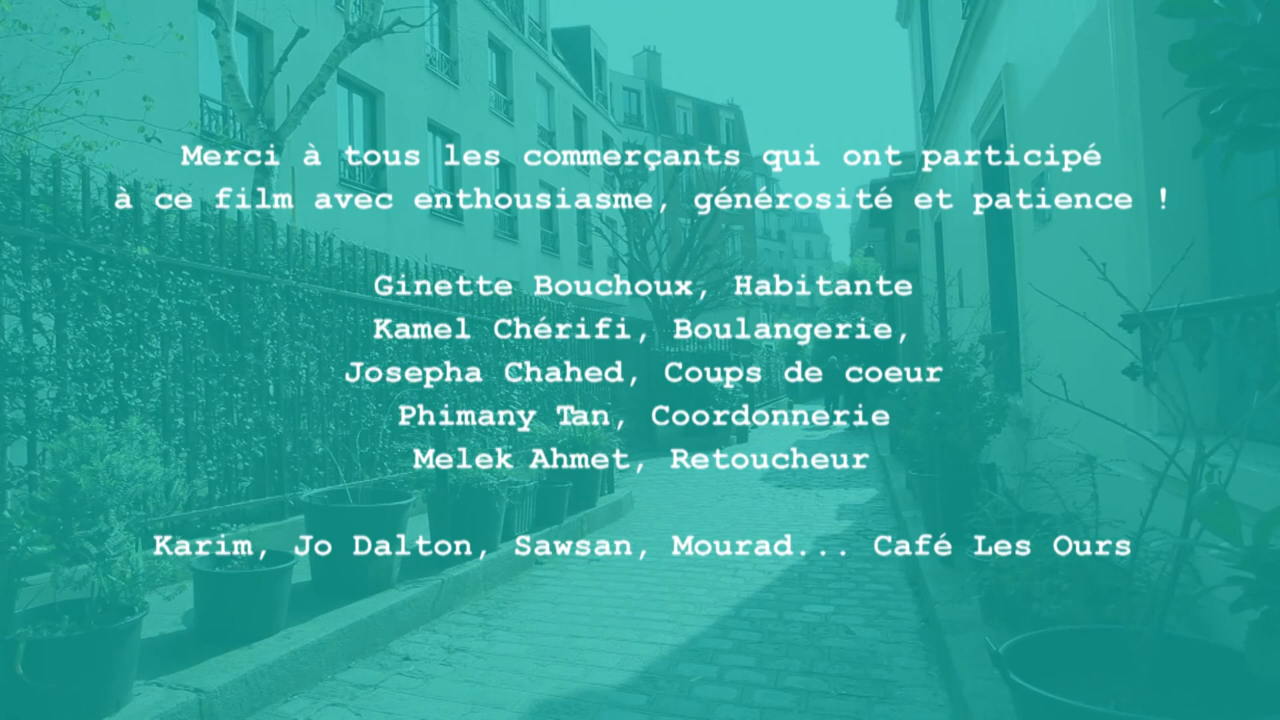 Merci à tous les commerçants qui ont participé
à ce film avec enthousiasme, générosité et patience !
Ginette Bouchoux, Habitante
Kamel Chérifi, Boulangerie,
Josepha Chahed, Coups de coeur
Phimany Tan, Coordonnerie
Melek Ahmet, Retoucheur
Karim, Jo Dalton, Sawsan, Mourad... Café Les Ours